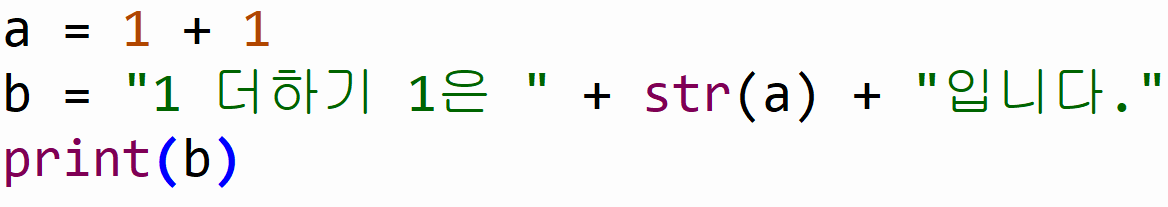 a = 1 + 1
b = "1 더하기 1은 " + str(a) + "입니다."
print(b)